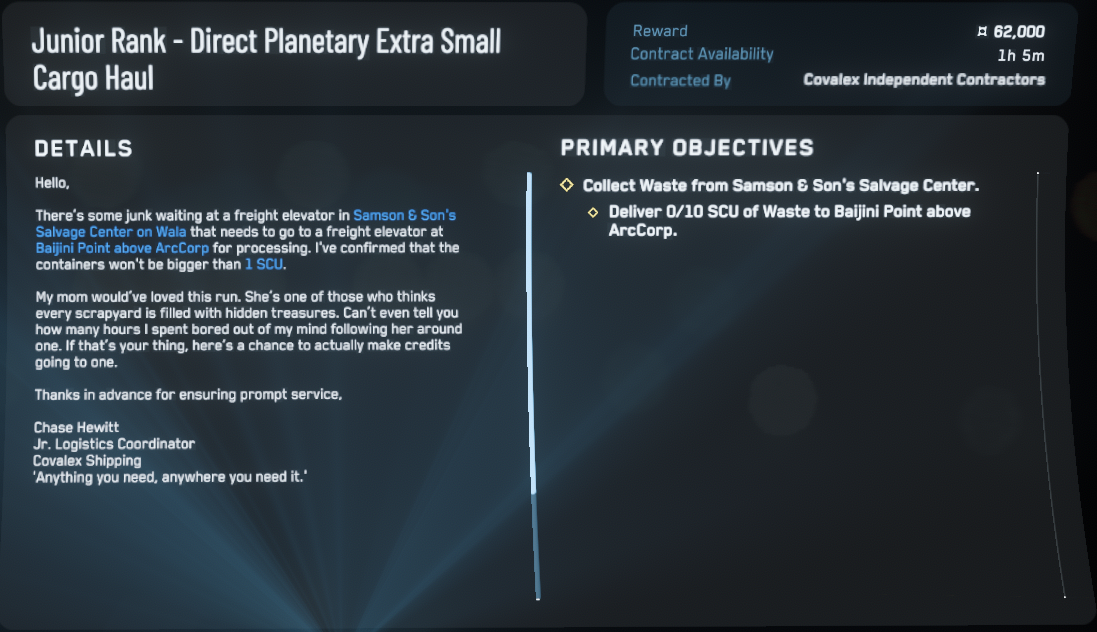 Junior Rank - Direct Planetary Extra Small
Cargo Haul
Reward
¤ 62,000
Contract Availability
1h 5m
Contracted By
Covalex Independent Contractors
DETAILS
Hello,
There's some junk waiting at a freight elevator in Samson & Son's
Salvage Center on Wala that needs to go to a freight elevator at
Baijini Point above ArcCorp for processing. I've confirmed that the
containers won't be bigger than 1 SCU.
My mom would've loved this run. She's one of those who thinks
every scrapyard is filled with hidden treasures. Can't even tell you
how many hours I spent bored out of my mind following her around
one. If that's your thing, here's a chance to actually make credits
going to one.
Thanks in advance for ensuring prompt service,
Chase Hewitt
Jr. Logistics Coordinator
Covalex Shipping
'Anything you need, anywhere you need it.'
PRIMARY OBJECTIVES
Collect Waste from Samson & Son's Salvage Center.
Deliver 0/10 SCU of Waste to Baijini Point above
ArcCorp.